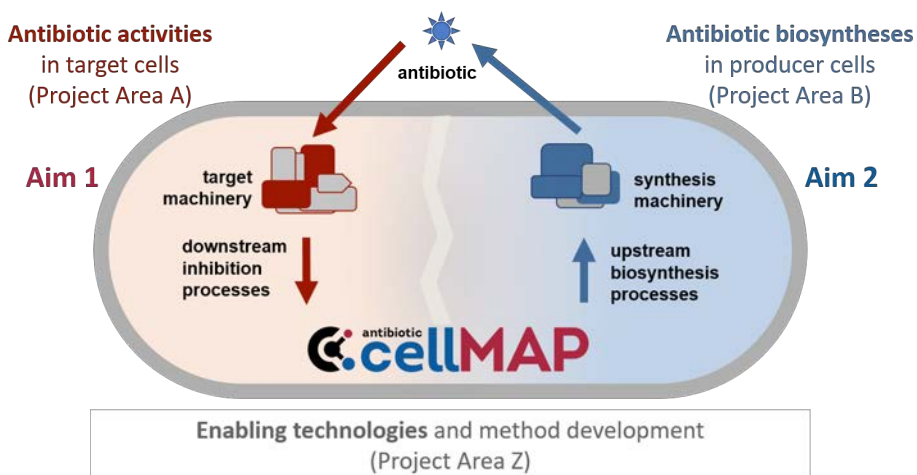 Antibiotic activities
in target cells
(Project Area A)
antibiotic
Antibiotic biosyntheses
in producer cells
(Project Area B)
Aim 1
target
machinery
downstream
inhibition
processes
synthesis
machinery
upstream
biosynthesis
processes
Aim 2
antibiotic
cellMAP
Enabling technologies and method development
(Project Area Z)